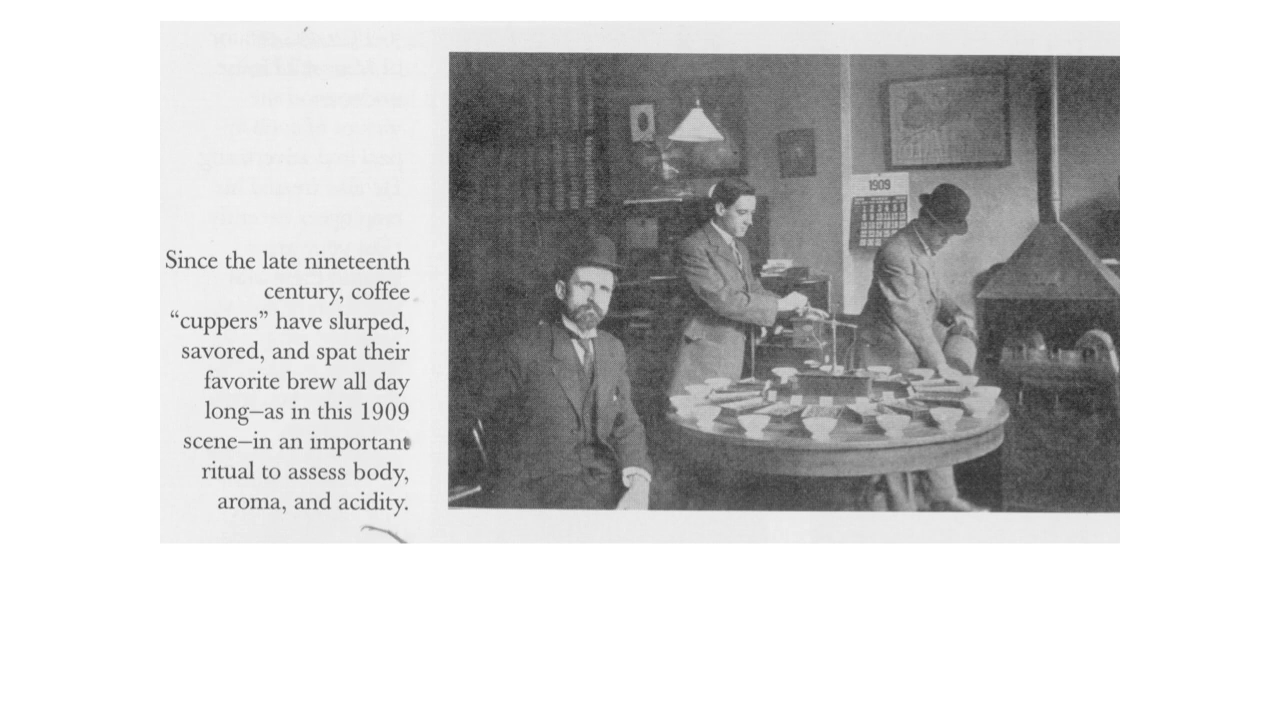 Since the late nineteenth
century, coffee
“cuppers” have slurped,
savored, and spat their
favorite brew all day
long—as in this 1909
scene—in an important
ritual to assess body,
aroma, and acidity.
1909